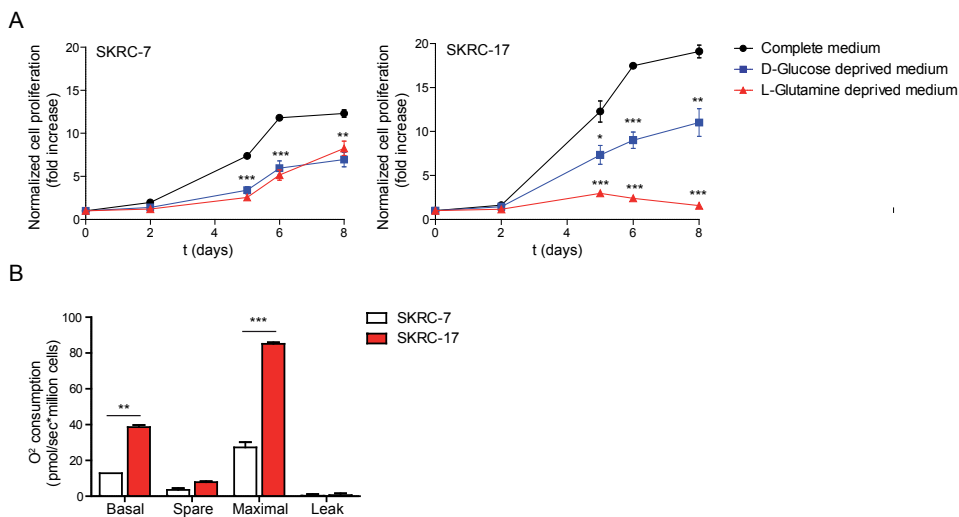 A
SKRC-7
Normalized cell proliferation
(fold increase)
20
15
10
5
0
***
***
**
0 2 4 6 8
t (days)
SKRC-17
Normalized cell proliferation
(fold increase)
20
15
10
5
0
*
***
**
***
***
***
0 2 4 6 8
t (days)
Complete medium
D-Glucose deprived medium
L-Glutamine deprived medium
B
O² consumption
(pmol/sec*million cells)
100
80
60
40
20
0
**
***
Basal Spare Maximal Leak
SKRC-7
SKRC-17